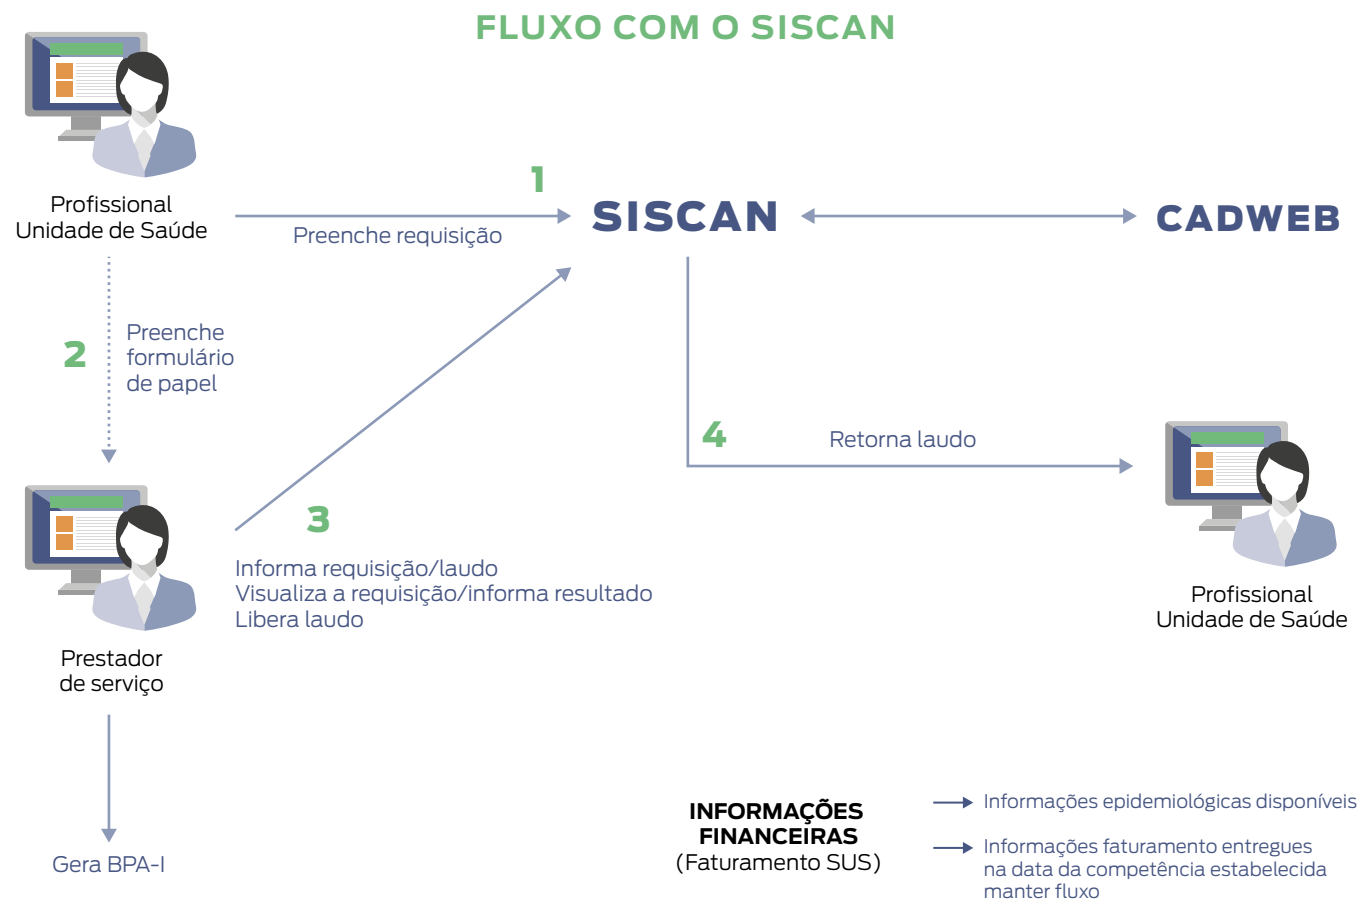 FLUXO COM O SISCAN
Profissional
Unidade de Saúde
1
Preenche requisição
SISCAN
CADWEB
2
Preenche
formulário
de papel
3
Informa requisição/laudo
Visualiza a requisição/informa resultado
Libera laudo
4
Retorna laudo
Profissional
Unidade de Saúde
Prestador
de serviço
Gera BPA-I
INFORMAÇÕES
FINANCEIRAS
(Faturamento SUS)
Informações epidemiológicas disponíveis
Informações faturamento entregues
na data da competência estabelecida
manter fluxo